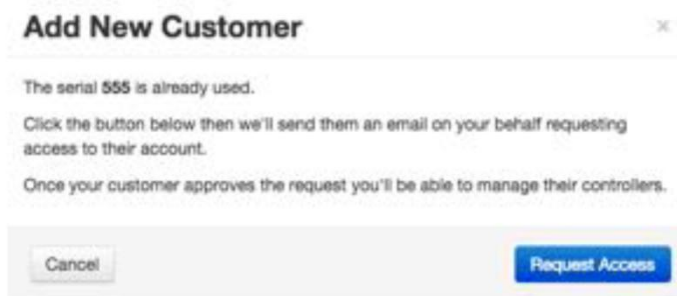 Add New Customer
The serial 555 is already used.
Click the button below then we'll send them an email on your behalf requesting
access to their account.
Once your customer approves the request you'll be able to manage their controllers.
Cancel
Request Access